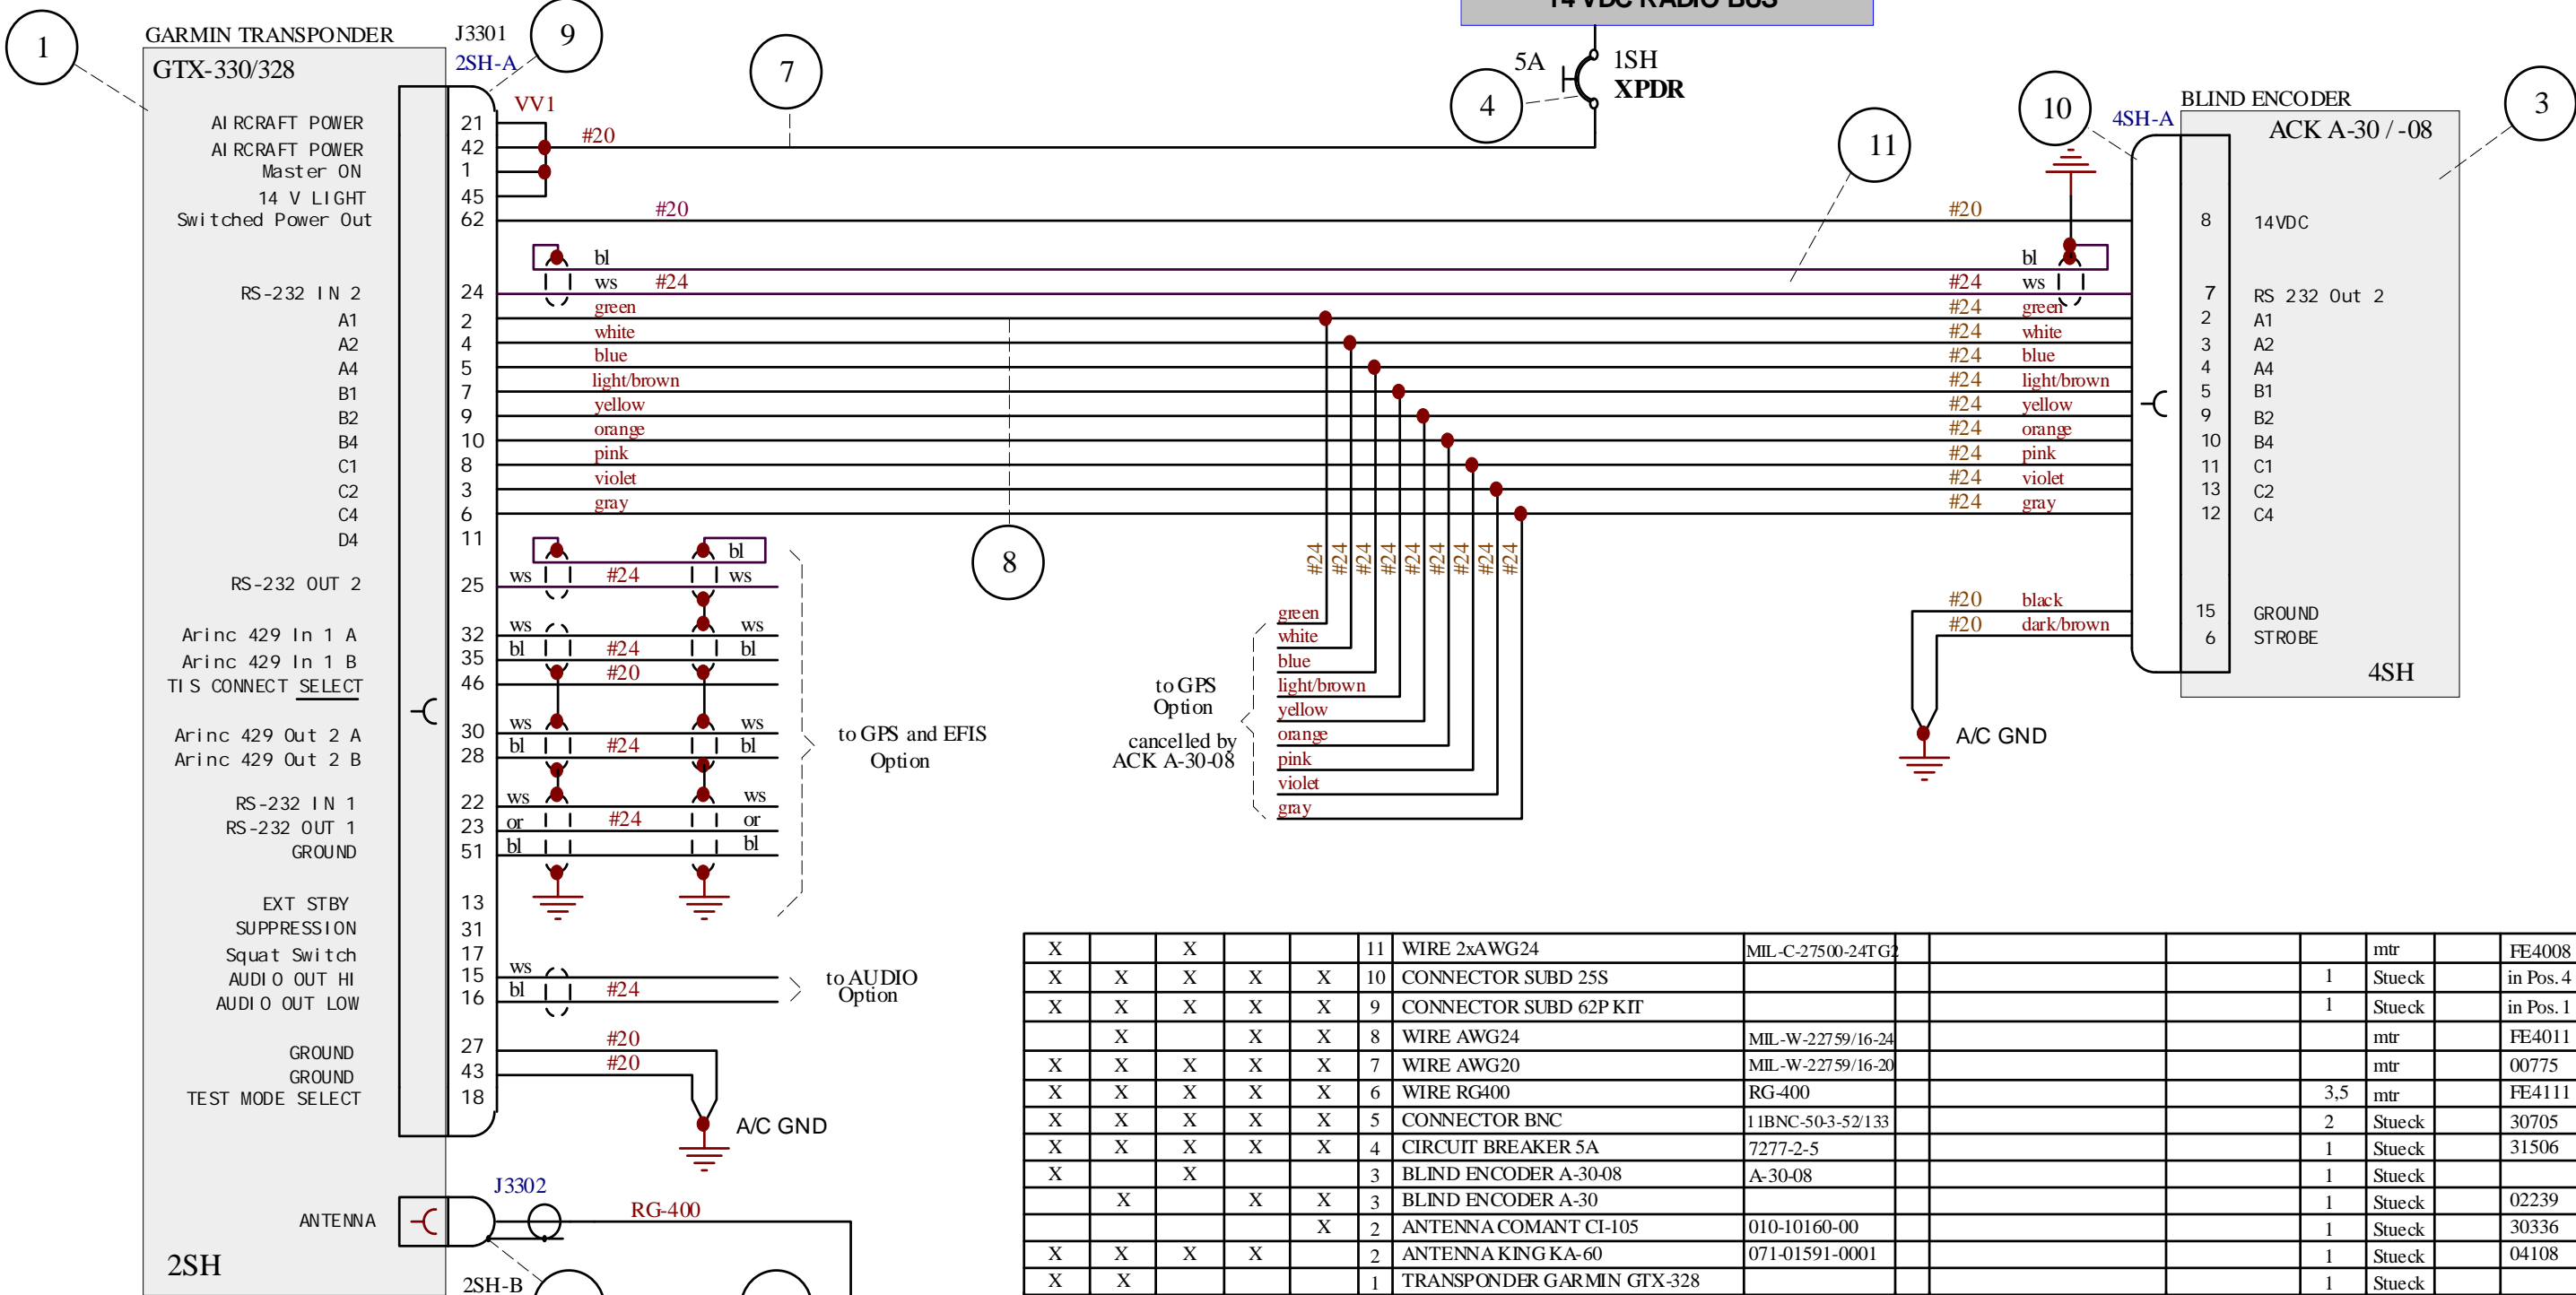 14 VDC RADIO BUS
5A
1SH
XPDR
4
1
GARMIN TRANSPONDER
GTX-330/328
J3301
2SH-A
9
7
VV1
11
10
4SH-A
BLIND ENCODER
ACK A-30 / -08
3
AIRCRAFT POWER 21
AIRCRAFT POWER 42 #20
Master ON 1
14 V LIGHT 45
Switched Power Out 62 #20 #20 8 14VDC
bl bl
RS-232 IN 2 24 ws #24 #24 ws 7 RS 232 Out 2
A1 2 green #24 green 2 A1
A2 4 white #24 white 3 A2
A4 5 blue #24 blue 4 A4
B1 7 light/brown #24 light/brown 5 B1
B2 9 yellow #24 yellow 9 B2
B4 10 orange #24 orange 10 B4
C1 8 pink #24 pink 11 C1
C2 3 violet #24 violet 13 C2
C4 6 gray #24 gray 12 C4
D4 11
8
#24 #24 #24 #24 #24 #24 #24 #24 #24
bl
RS-232 OUT 2 25 ws #24 ws
Arinc 429 In 1 A 32 ws ws
Arinc 429 In 1 B 35 bl #24 bl
TIS CONNECT SELECT 46 #20
Arinc 429 Out 2 A 30 ws ws
Arinc 429 Out 2 B 28 bl #24 bl
RS-232 IN 1 22 ws ws
RS-232 OUT 1 23 or #24 or
GROUND 51 bl bl
to GPS and EFIS
Option
EXT STBY 13
SUPPRESSION 31
Squat Switch 17
AUDIO OUT HI 15 ws
AUDIO OUT LOW 16 bl #24
to AUDIO
Option
GROUND 27 #20
GROUND 43 #20
TEST MODE SELECT 18
A/C GND
J3302
ANTENNA
RG-400
2SH
2SH-B
to GPS
Option
cancelled by
ACK A-30-08
green
white
blue
light/brown
yellow
orange
pink
violet
gray
#20 black 15 GROUND
#20 dark/brown 6 STROBE
4SH
A/C GND
X X 11 WIRE 2xAWG24 MIL-C-27500-24TG2 mtr FE4008
X X X X X 10 CONNECTOR SUBD 25S 1 Stueck in Pos. 4
X X X X X 9 CONNECTOR SUBD 62P KIT 1 Stueck in Pos. 1
X X X 8 WIRE AWG24 MIL-W-22759/16-24 mtr FE4011
X X X X X 7 WIRE AWG20 MIL-W-22759/16-20 mtr 00775
X X X X X 6 WIRE RG400 RG-400 3,5 mtr FE4111
X X X X X 5 CONNECTOR BNC 11BNC-50-3-52/133 2 Stueck 30705
X X X X X 4 CIRCUIT BREAKER 5A 7277-2-5 1 Stueck 31506
X X 3 BLIND ENCODER A-30-08 A-30-08 1 Stueck
X X X 3 BLIND ENCODER A-30 1 Stueck 02239
X 2 ANTENNA COMANT CI-105 010-10160-00 1 Stueck 30336
X X X X 2 ANTENNA KING KA-60 071-01591-0001 1 Stueck 04108
X X 1 TRANSPONDER GARMIN GTX-328 1 Stueck